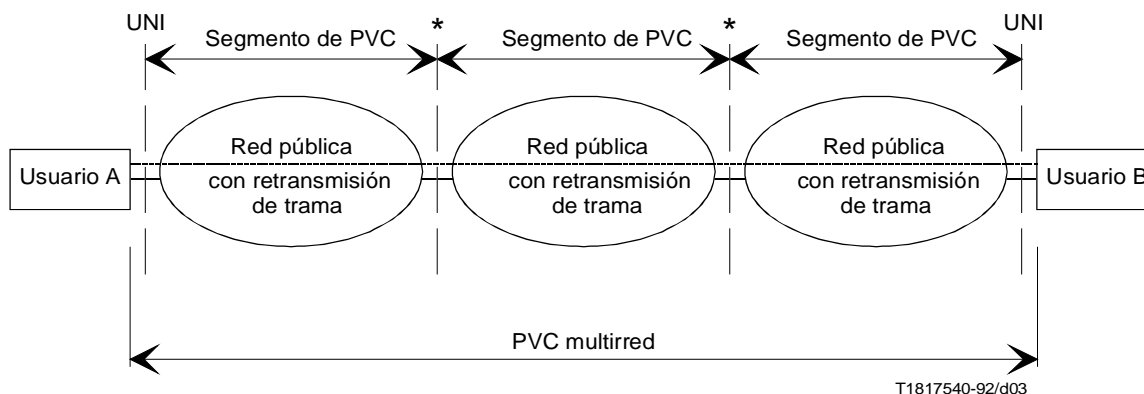 UNI * * UNI
Segmento de PVC Segmento de PVC Segmento de PVC
Red pública Red pública Red pública
Usuario A con retransmisión con retransmisión con retransmisión Usuario B
de trama de trama de trama
PVC multirred
T1817540-92/d03